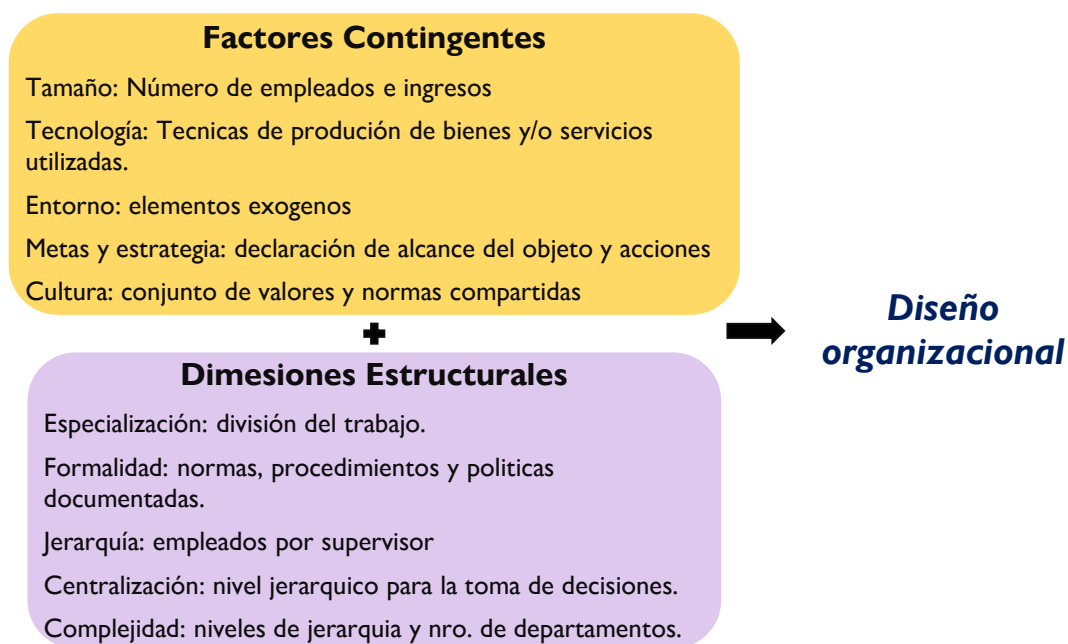 Factores Contingentes
Tamaño: Número de empleados e ingresos
Tecnología: Tecnicas de produción de bienes y/o servicios
utilizadas.
Entorno: elementos exogenos
Metas y estrategia: declaración de alcance del objeto y acciones
Cultura: conjunto de valores y normas compartidas
Diseño
organizacional
Dimesiones Estructurales
Especialización: división del trabajo.
Formalidad: normas, procedimientos y politicas
documentadas.
Jerarquía: empleados por supervisor
Centralización: nivel jerarquico para la toma de decisiones.
Complejidad: niveles de jerarquia y nro. de departamentos.